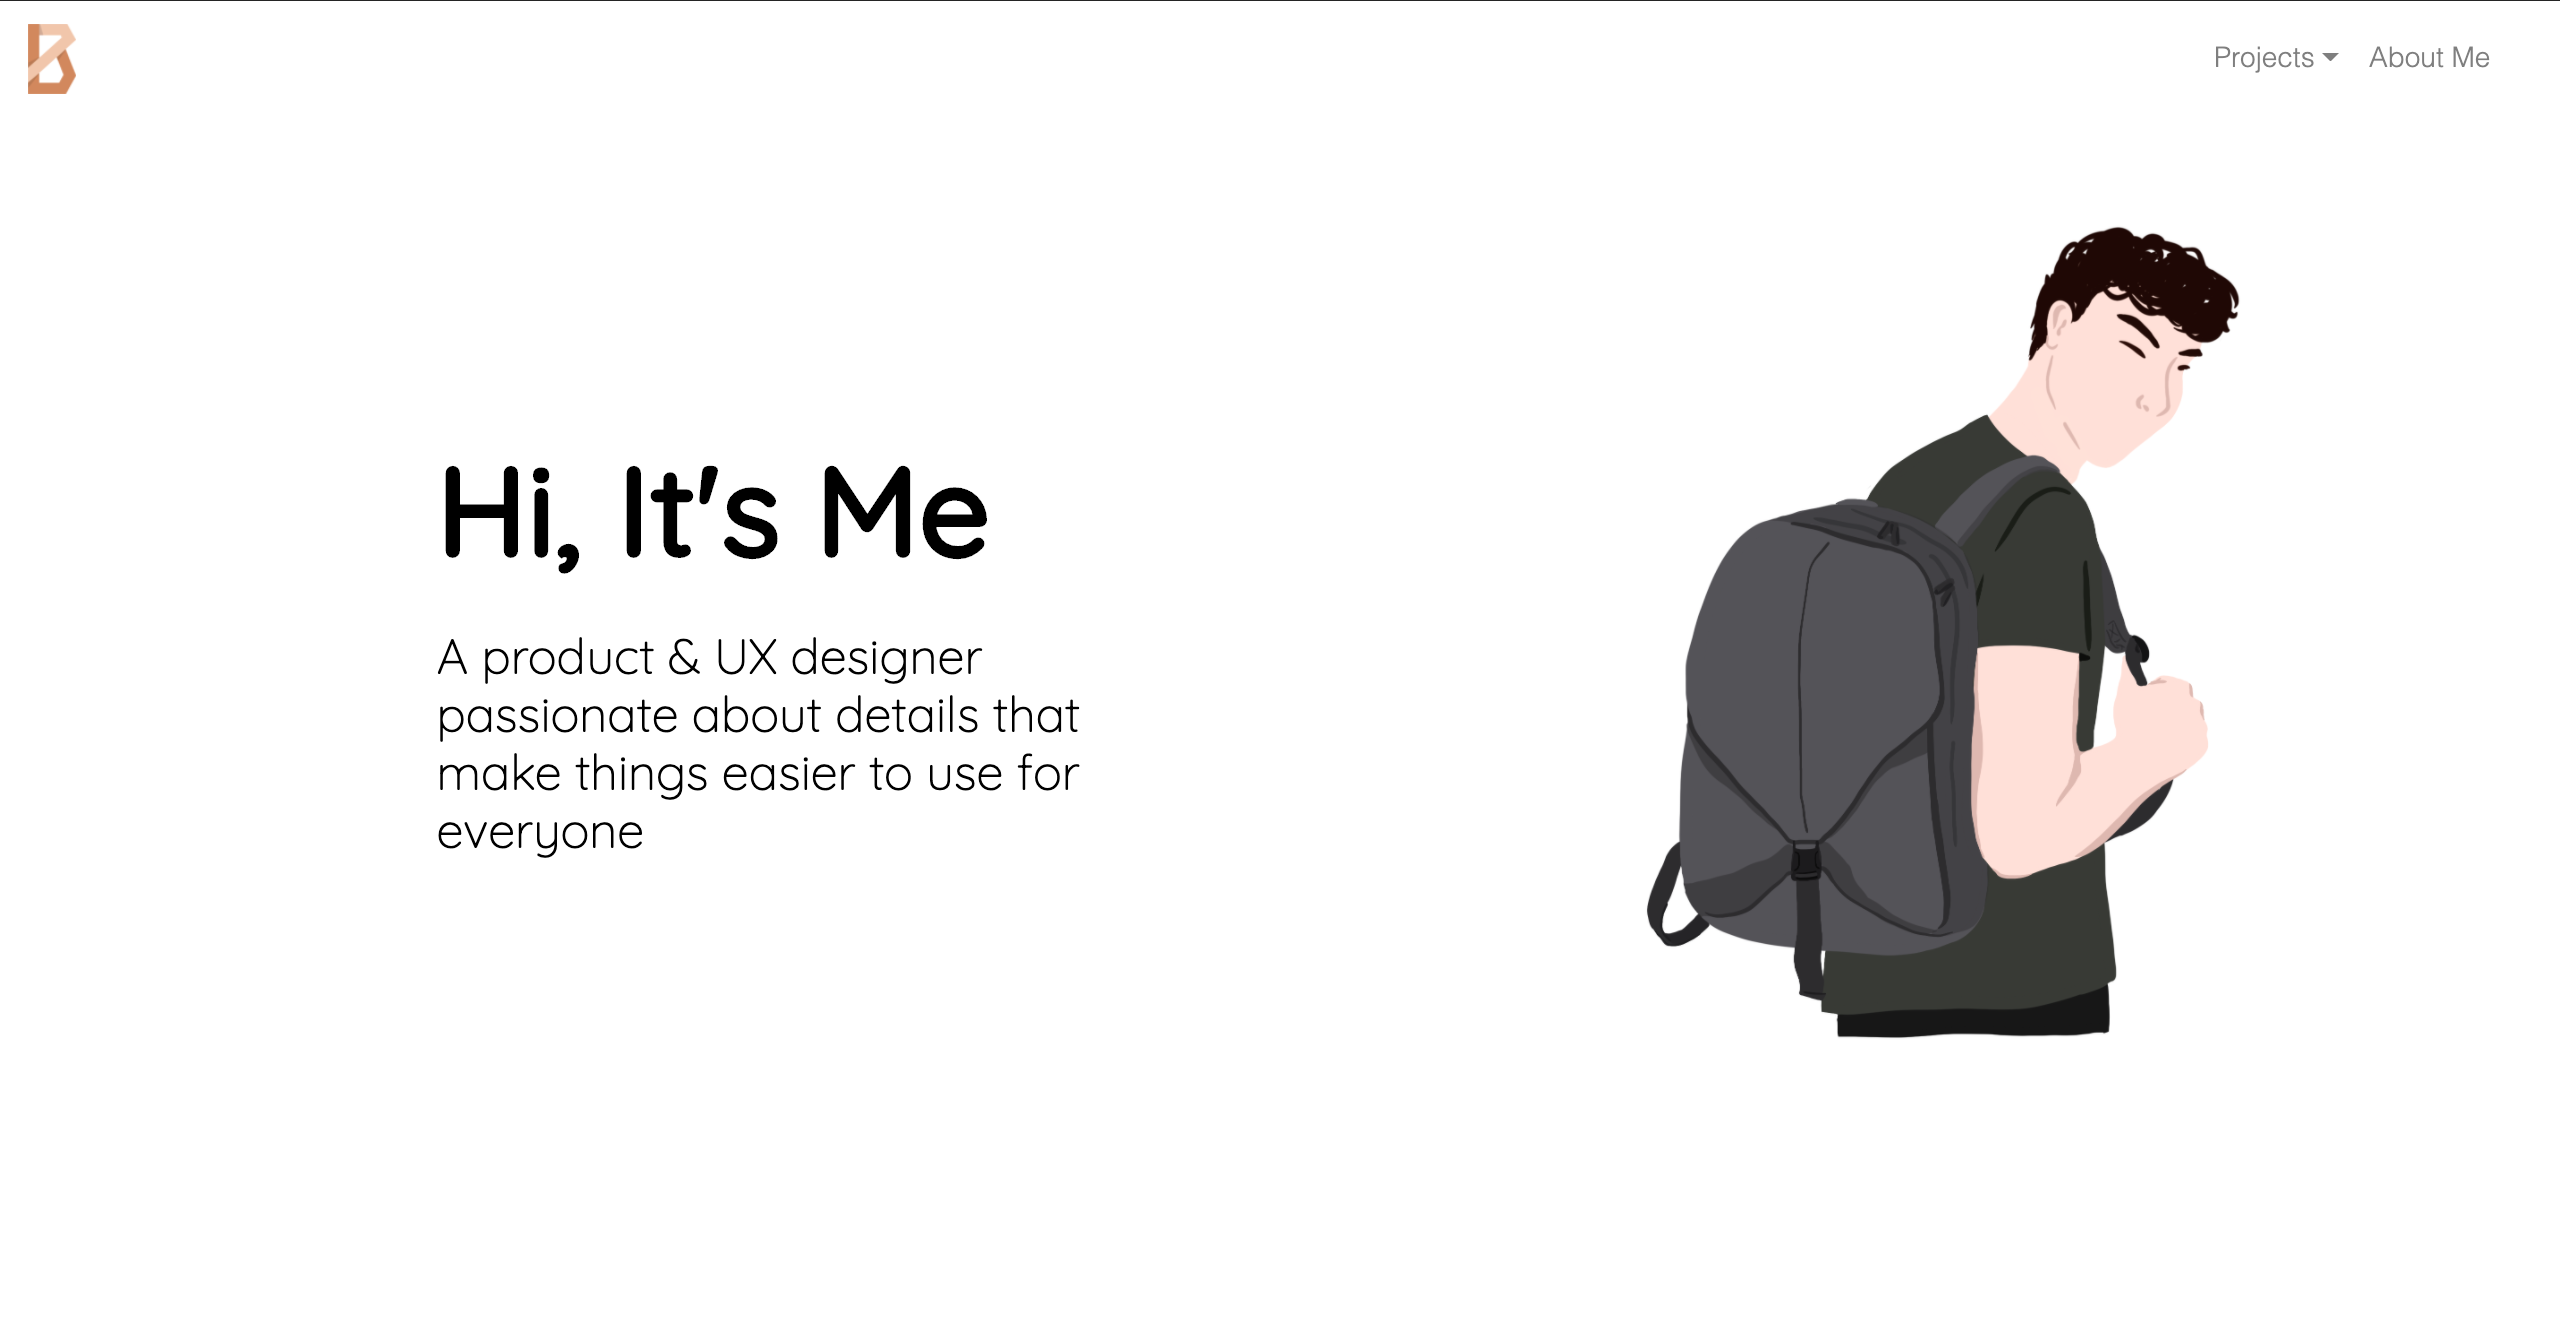 B
Projects About Me
Hi, It's Me
A product & UX designer
passionate about details that
make things easier to use for
everyone